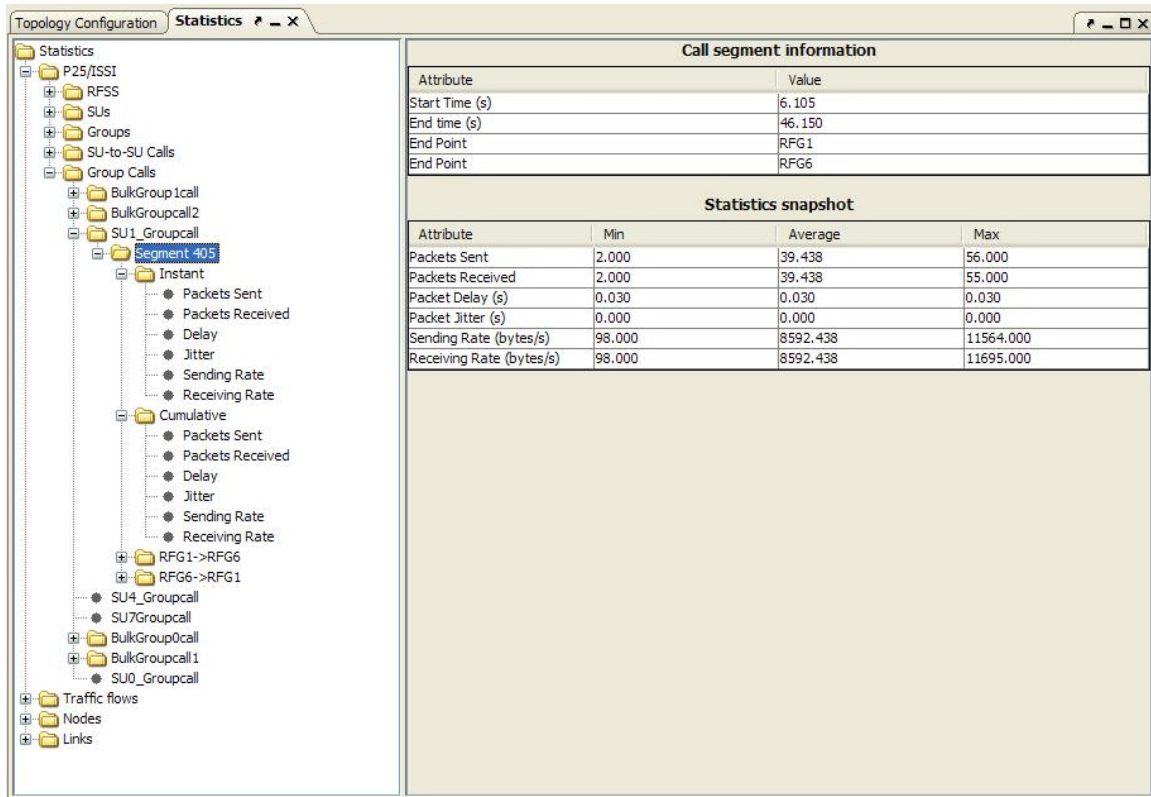 Topology Configuration Statistics
Statistics
P25/ISSI
RFSS
SUs
Groups
SU-to-SU Calls
Group Calls
BulkGroup1call
BulkGroupcall2
SU1_Groupcall
Segment 405
Instant
Packets Sent
Packets Received
Delay
Jitter
Sending Rate
Receiving Rate
Cumulative
Packets Sent
Packets Received
Delay
Jitter
Sending Rate
Receiving Rate
RFG1->RFG6
RFG6->RFG1
SU4_Groupcall
SU7Groupcall
BulkGroup0call
BulkGroupcall1
SU0_Groupcall
Traffic flows
Nodes
Links
Call segment information
Attribute Value
Start Time (s) 6.105
End time (s) 46.150
End Point RFG1
End Point RFG6
Statistics snapshot
Attribute Min Average Max
Packets Sent 2.000 39.438 56.000
Packets Received 2.000 39.438 55.000
Packet Delay (s) 0.030 0.030 0.030
Packet Jitter (s) 0.000 0.000 0.000
Sending Rate (bytes/s) 98.000 8592.438 11564.000
Receiving Rate (bytes/s) 98.000 8592.438 11695.000